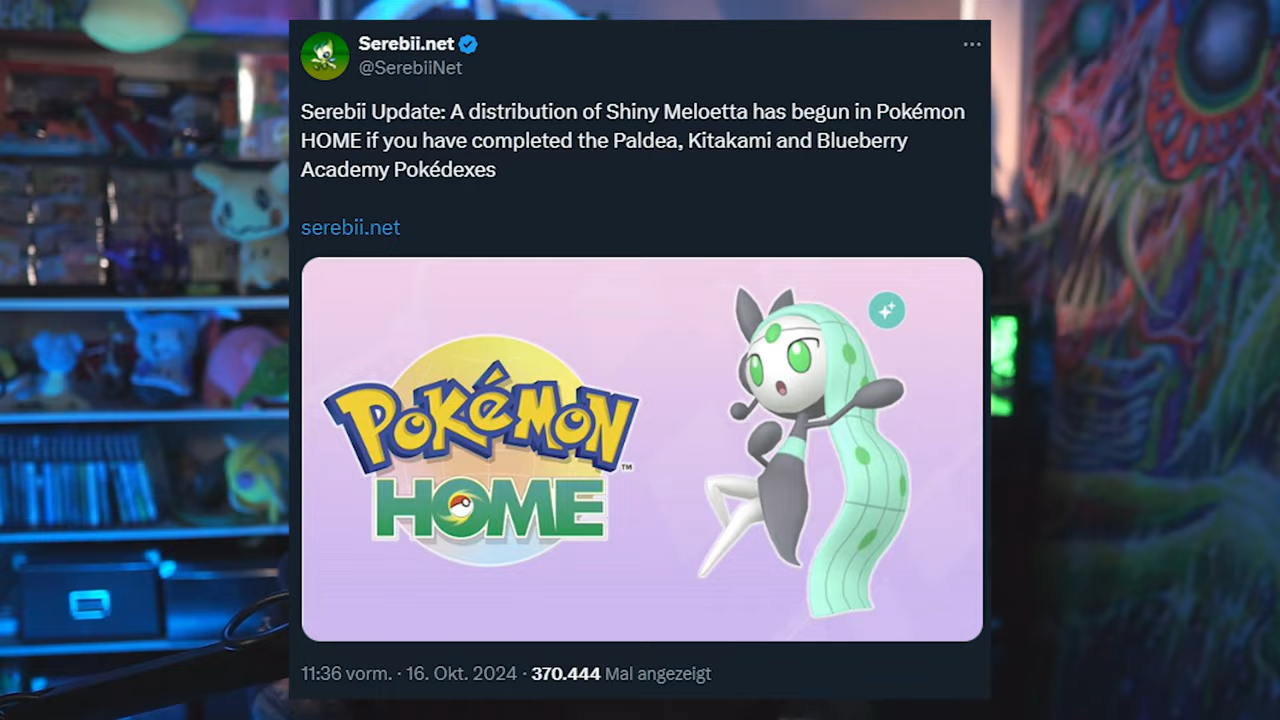 Serebii.net
@SerebiiNet
Serebii Update: A distribution of Shiny Meloetta has begun in Pokémon
HOME if you have completed the Paldea, Kitakami and Blueberry
Academy Pokédexes
serebii.net
POKéMON
TM
HOME
11:36 vorm. · 16. Okt. 2024 · 370.444 Mal angezeigt